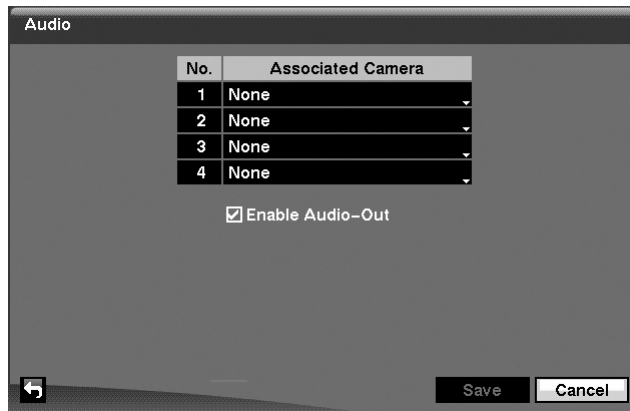 Audio
No. Associated Camera
1 None
2 None
3 None
4 None
Enable Audio-Out
Save Cancel